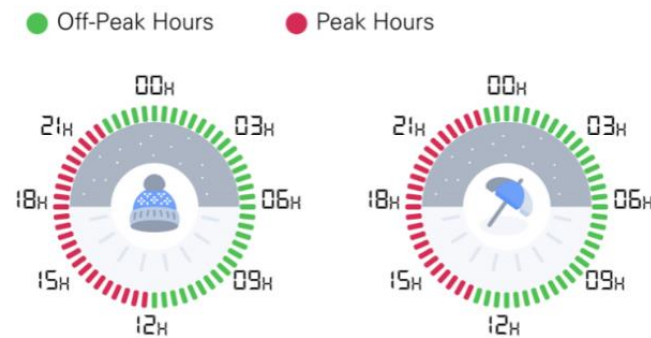 Off-Peak Hours Peak Hours
00H 00H
21H 03H 21H 03H
18H 06H 18H 06H
15H 09H 15H 09H
12H 12H